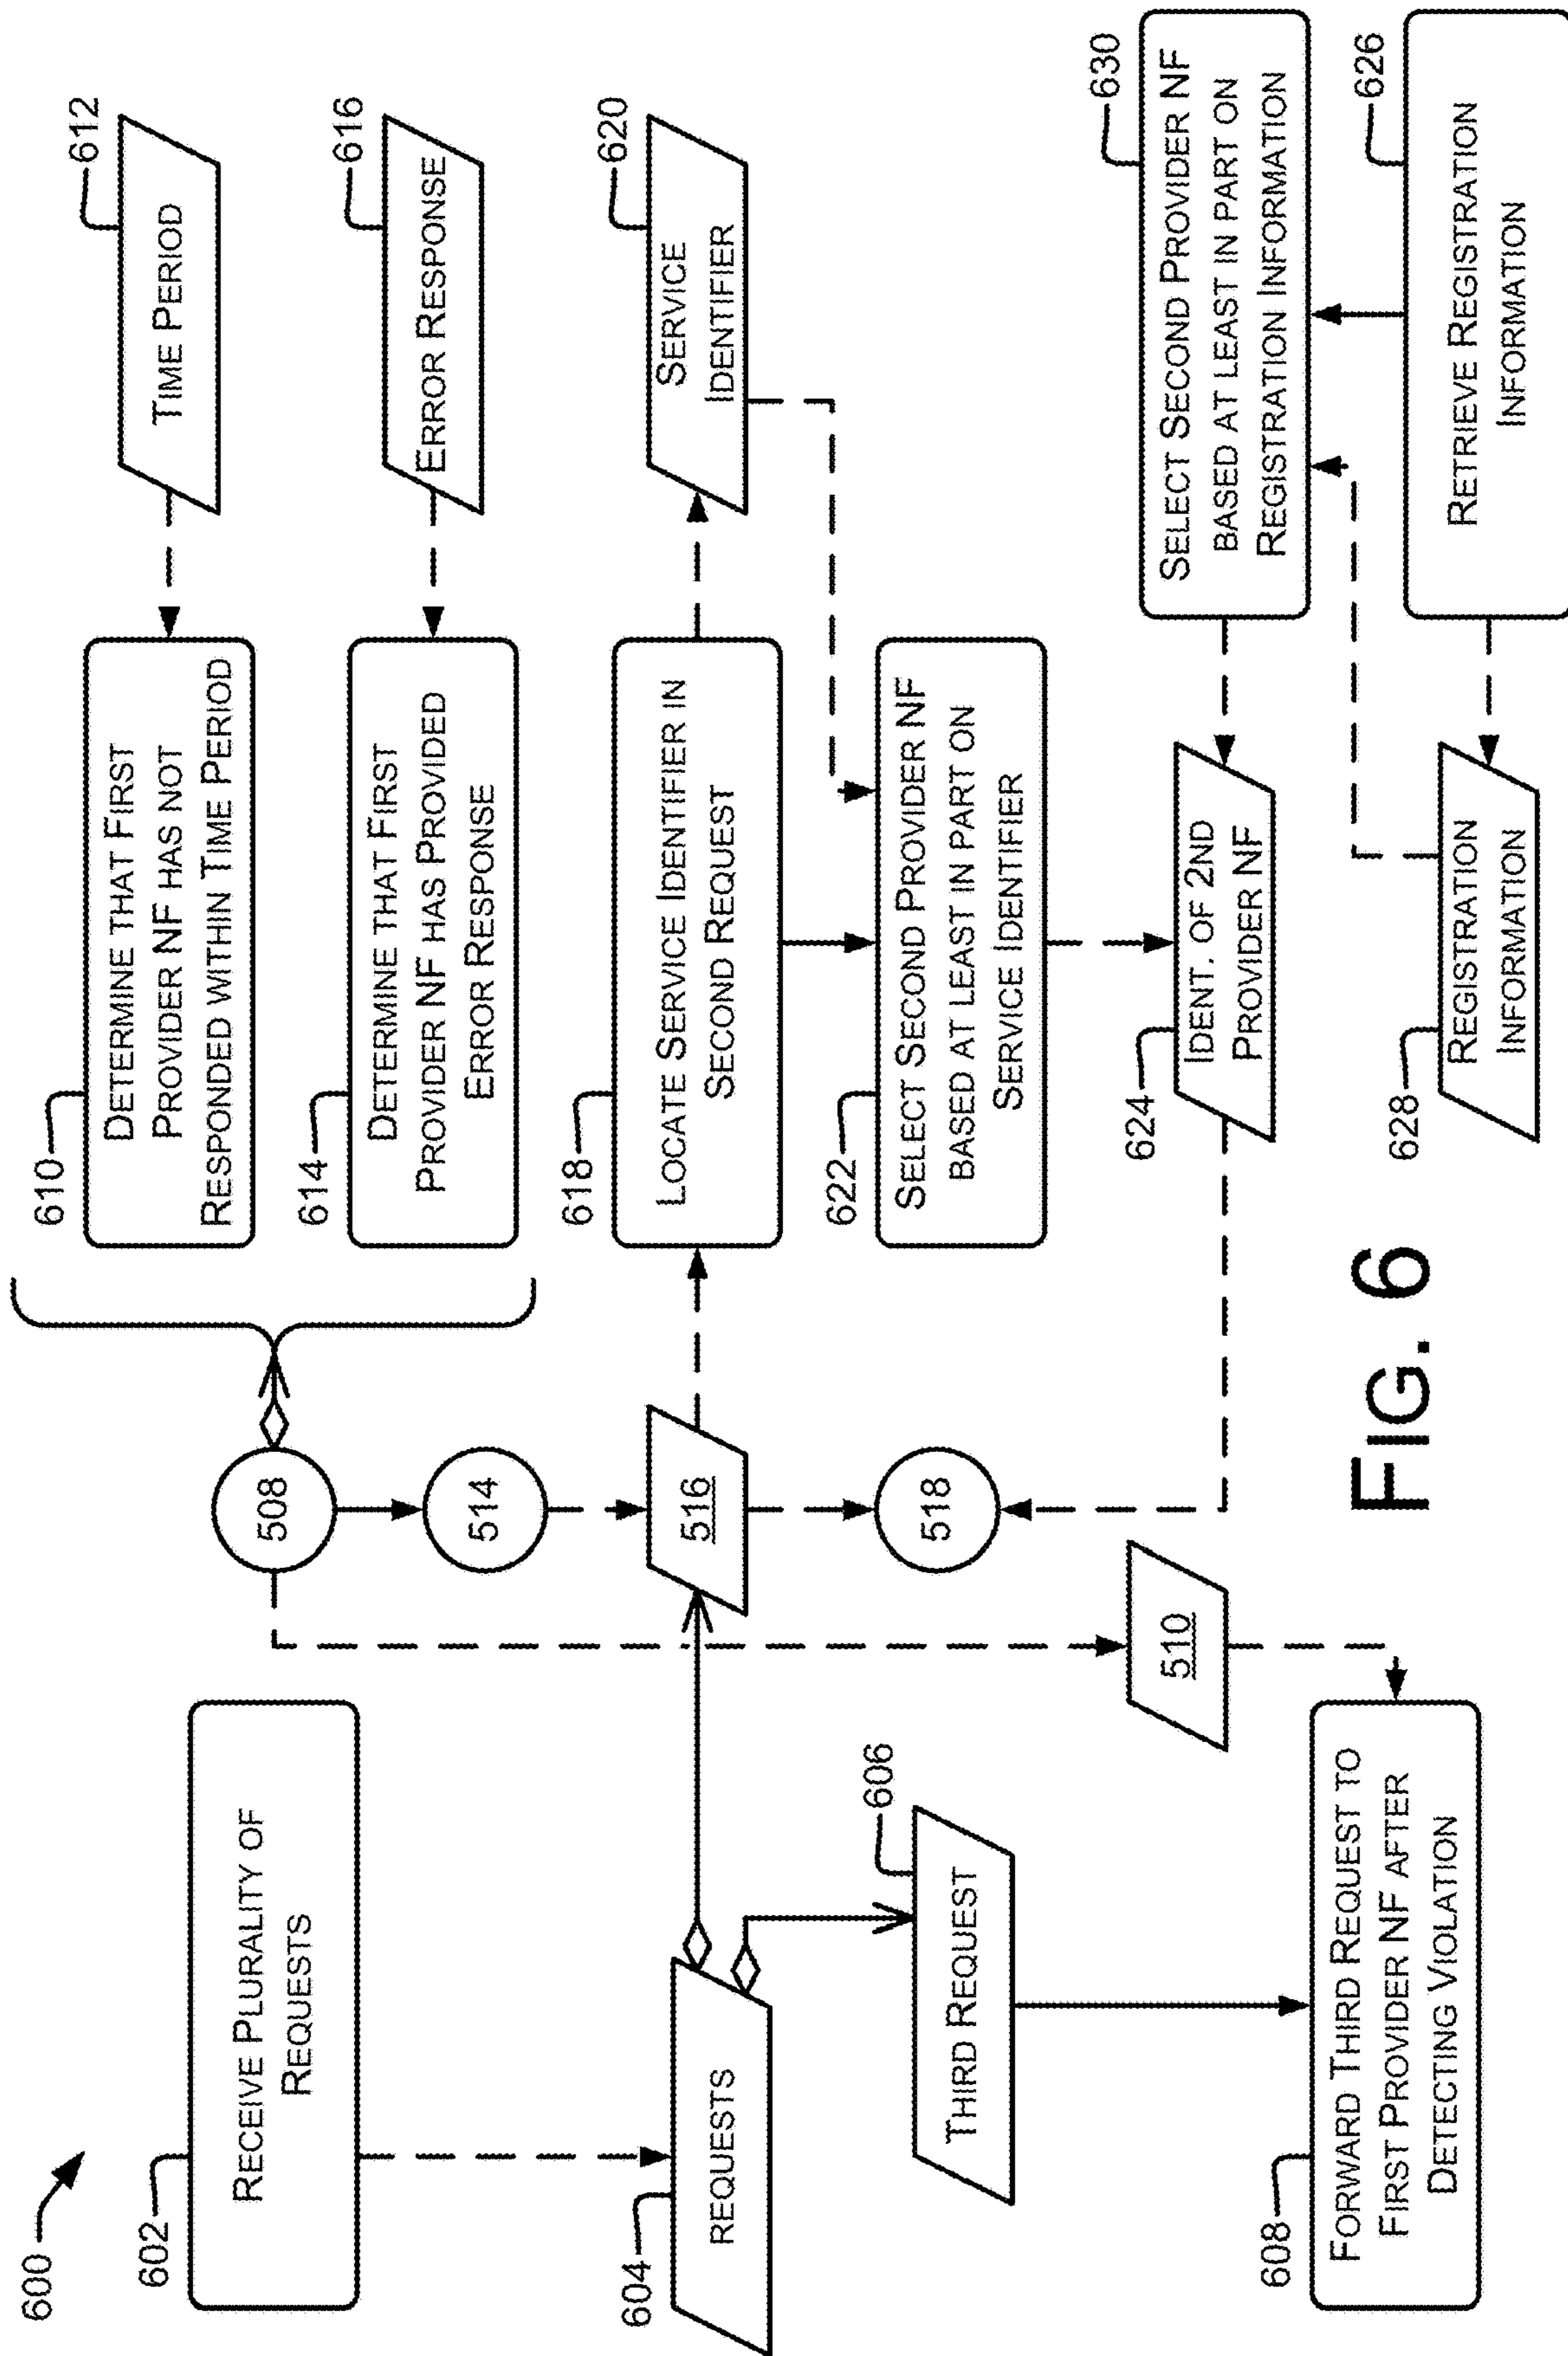 600
602
RECEIVE PLURALITY OF
REQUESTS
604
REQUESTS
606
THIRD REQUEST
608
FORWARD THIRD REQUEST TO
FIRST PROVIDER NF AFTER
DETECTING VIOLATION
508
514
516
518
510
610
DETERMINE THAT FIRST
PROVIDER NF HAS NOT
RESPONDED WITHIN TIME PERIOD
612
TIME PERIOD
614
DETERMINE THAT FIRST
PROVIDER NF HAS PROVIDED
ERROR RESPONSE
616
ERROR RESPONSE
618
LOCATE SERVICE IDENTIFIER IN
SECOND REQUEST
620
SERVICE
IDENTIFIER
622
SELECT SECOND PROVIDER NF
BASED AT LEAST IN PART ON
SERVICE IDENTIFIER
624
IDENT. OF 2ND
PROVIDER NF
630
SELECT SECOND PROVIDER NF
BASED AT LEAST IN PART ON
REGISTRATION INFORMATION
628
REGISTRATION
INFORMATION
626
RETRIEVE REGISTRATION
INFORMATION
FIG. 6